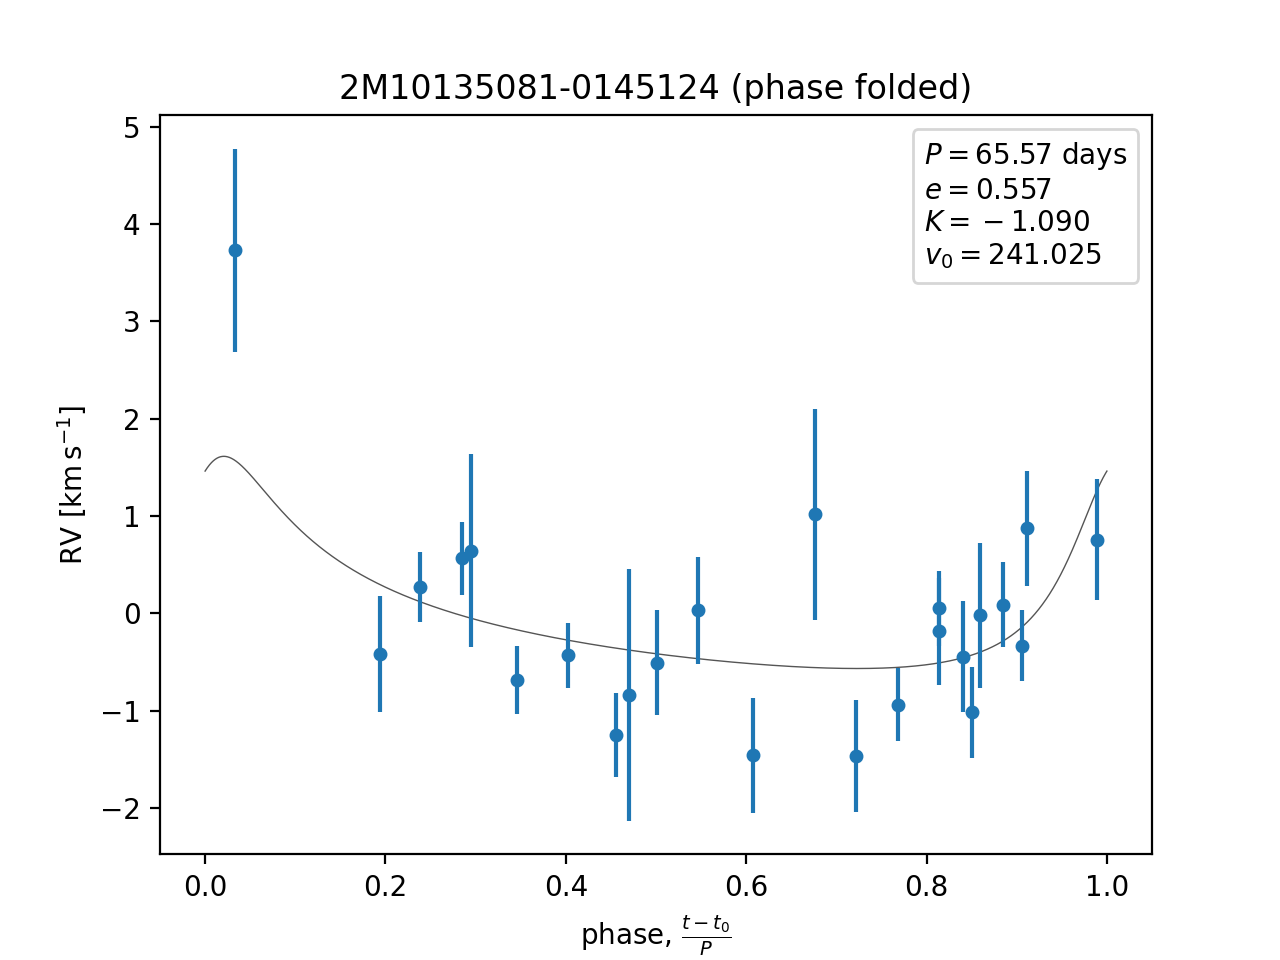 2M10135081-0145124 (phase folded)
P = 65.57 days
e = 0.557
K = −1.090
v₀ = 241.025
5
4
3
2
1
0
−1
−2
RV [km s⁻¹]
0.0 0.2 0.4 0.6 0.8 1.0
phase, (t − t₀)/P